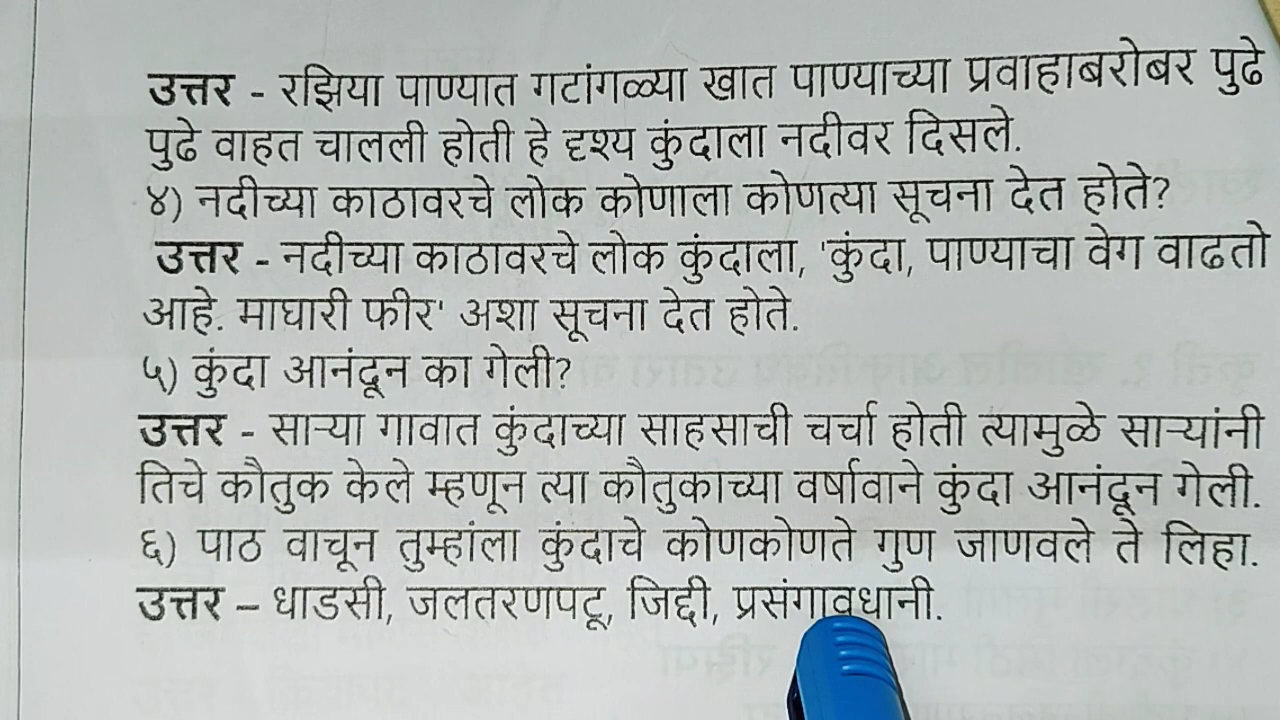 उत्तर - रझिया पाण्यात गटांगळ्या खात पाण्याच्या प्रवाहाबरोबर पुढे
पुढे वाहत चालली होती हे दृश्य कुंदाला नदीवर दिसले.
४) नदीच्या काठावरचे लोक कोणाला कोणत्या सूचना देत होते?
उत्तर - नदीच्या काठावरचे लोक कुंदाला, 'कुंदा, पाण्याचा वेग वाढतो
आहे. माघारी फीर' अशा सूचना देत होते.
५) कुंदा आनंदून का गेली?
उत्तर - साऱ्या गावात कुंदाच्या साहसाची चर्चा होती त्यामुळे साऱ्यांनी
तिचे कौतुक केले म्हणून त्या कौतुकाच्या वर्षावाने कुंदा आनंदून गेली.
६) पाठ वाचून तुम्हांला कुंदाचे कोणकोणते गुण जाणवले ते लिहा.
उत्तर – धाडसी, जलतरणपटू, जिद्दी, प्रसंगावधानी.